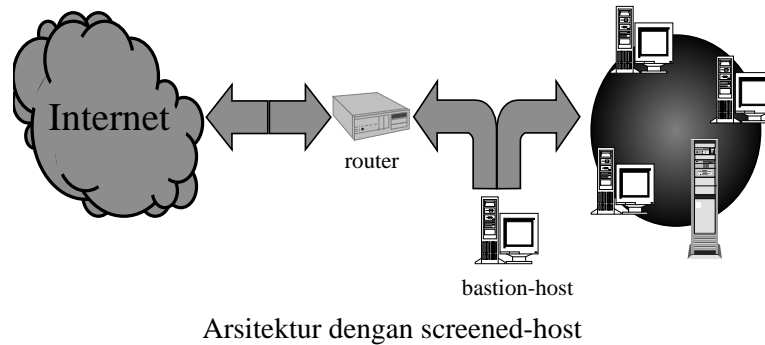 Internet
router
bastion-host
Arsitektur dengan screened-host